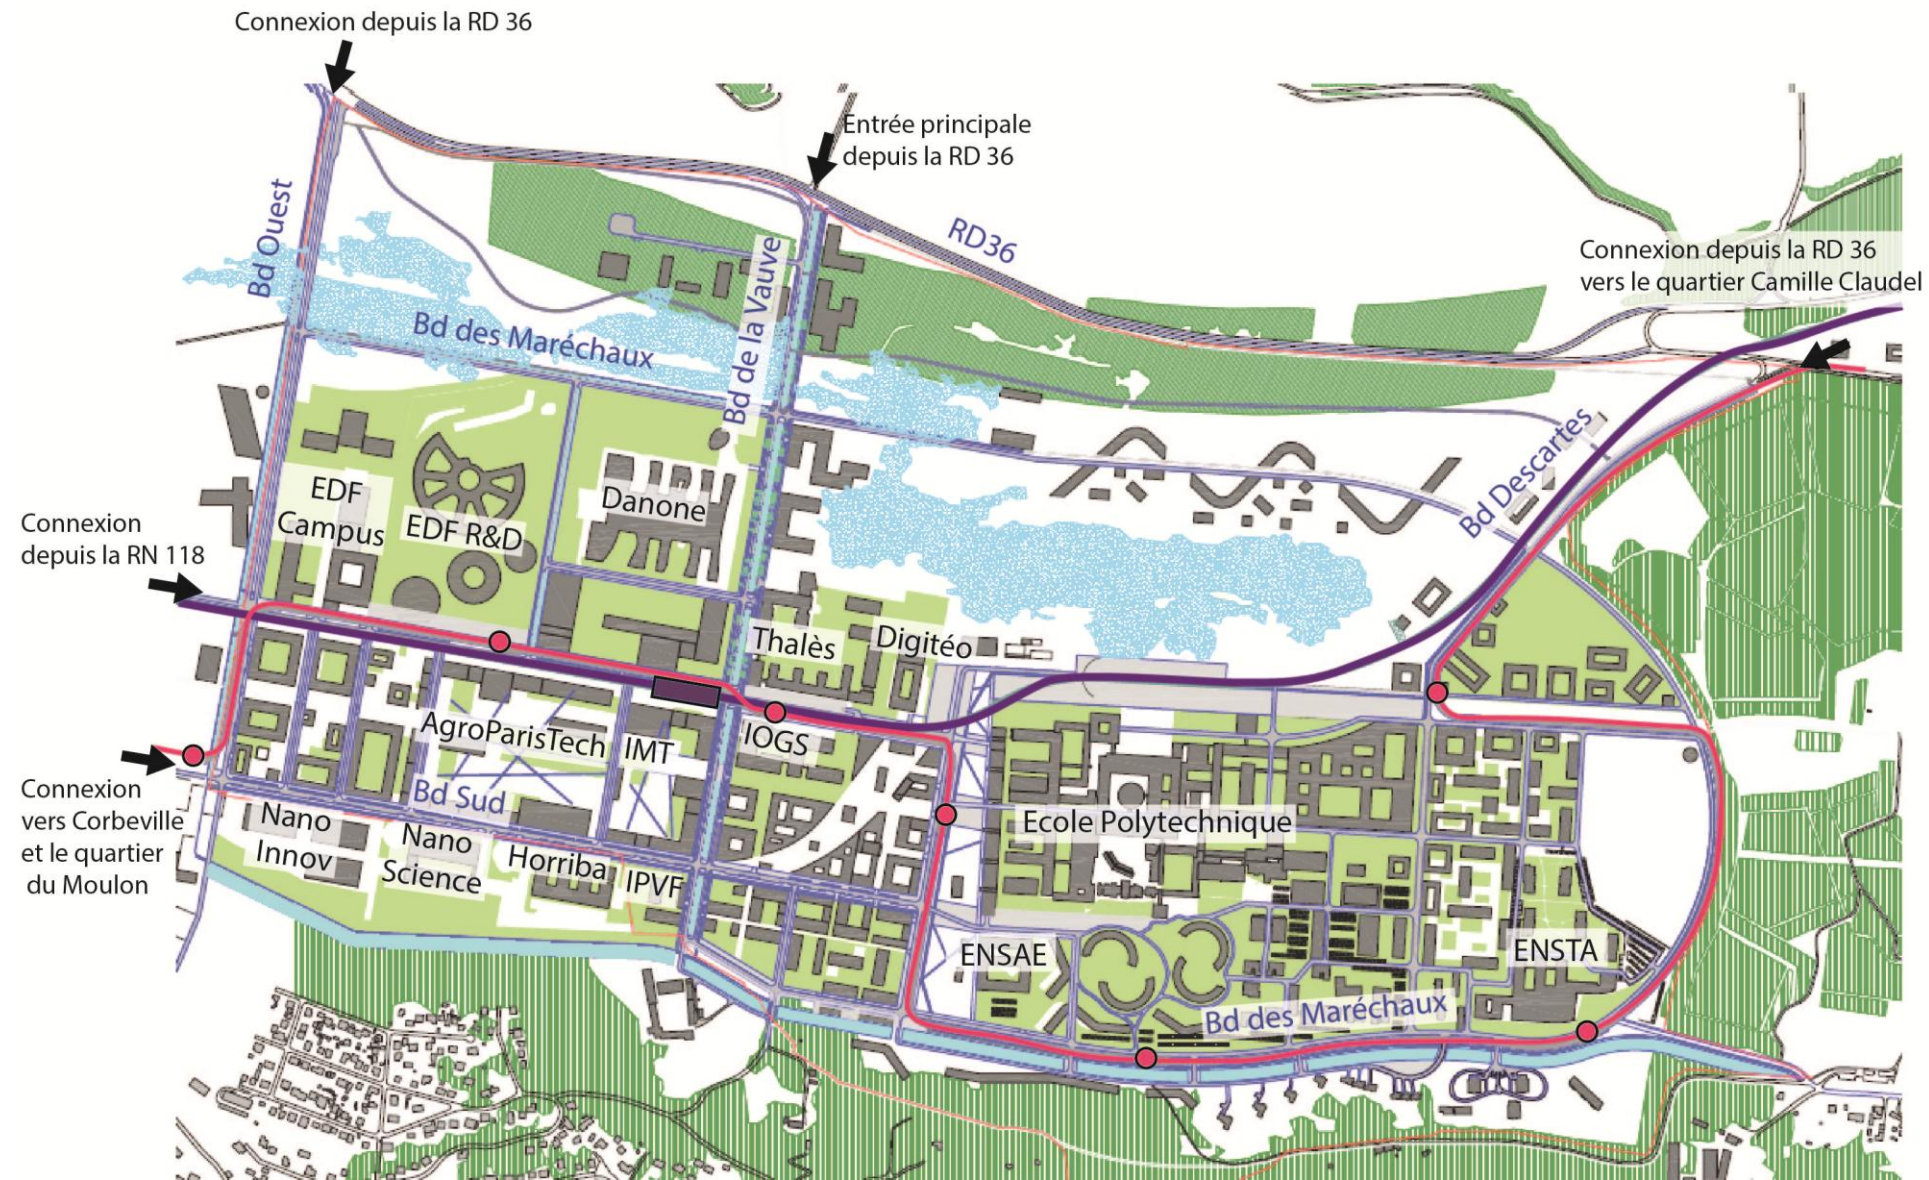 Connexion depuis la RD 36
Entrée principale
depuis la RD 36
RD36
Connexion depuis la RD 36
vers le quartier Camille Claudel
Bd Ouest
Bd de la Vauve
Bd des Maréchaux
Bd Descartes
EDF
Campus
EDF R&D
Danone
Connexion
depuis la RN 118
Thalès
Digitéo
AgroParisTech
IMT
IOGS
Connexion
vers Corbeville
et le quartier
du Moulon
Bd Sud
Nano
Innov
Nano
Science
Horriba
IPVF
Ecole Polytechnique
ENSAE
ENSTA
Bd des Maréchaux